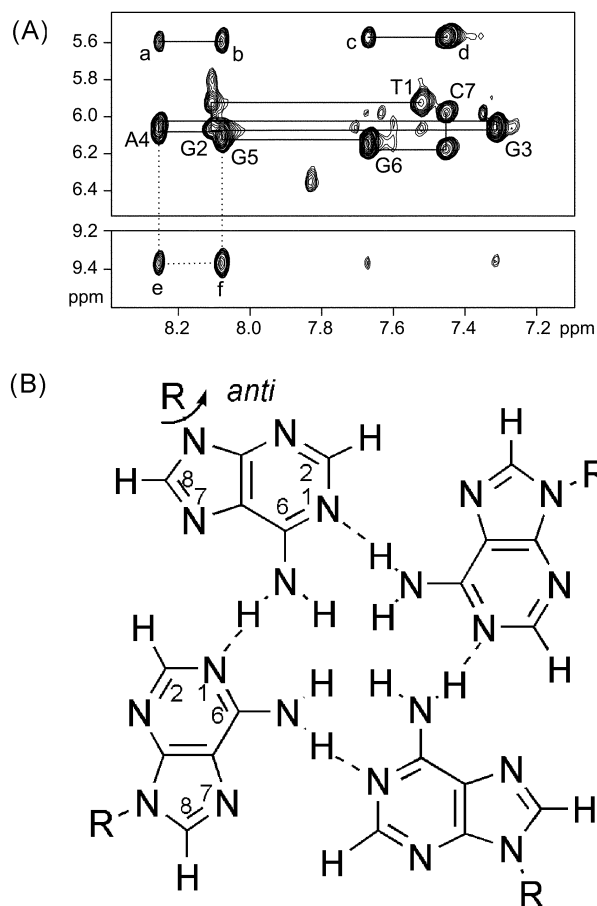 (A)
5.6
a b c d
5.8
T1 C7
6.0
A4 G2 G5 G6 G3
6.2
6.4
9.2
9.4
ppm
e f
8.2 8.0 7.8 7.6 7.4 7.2 ppm
(B)
R anti
H
N N H H
H 8 2 N R
7 6 1 N N
N N
H
N N N
H
H H N
H N H
H H H
N 2 1 H N
6 N
H N
N 7 N N
R 8 N H
H H N N
R